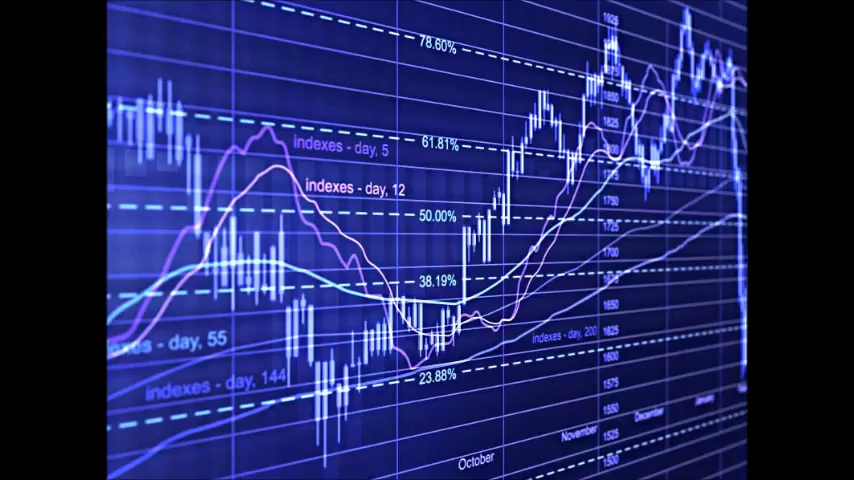 78.60%
indexes - day, 5
61.81%
indexes - day, 12
50.00%
38.19%
indexes - day, 55
indexes - day, 200
indexes - day, 144
23.88%
1925
1850
1825
1800
1775
1750
1725
1700
1650
1625
1600
1575
1550
1525
1500
October
November
December
January